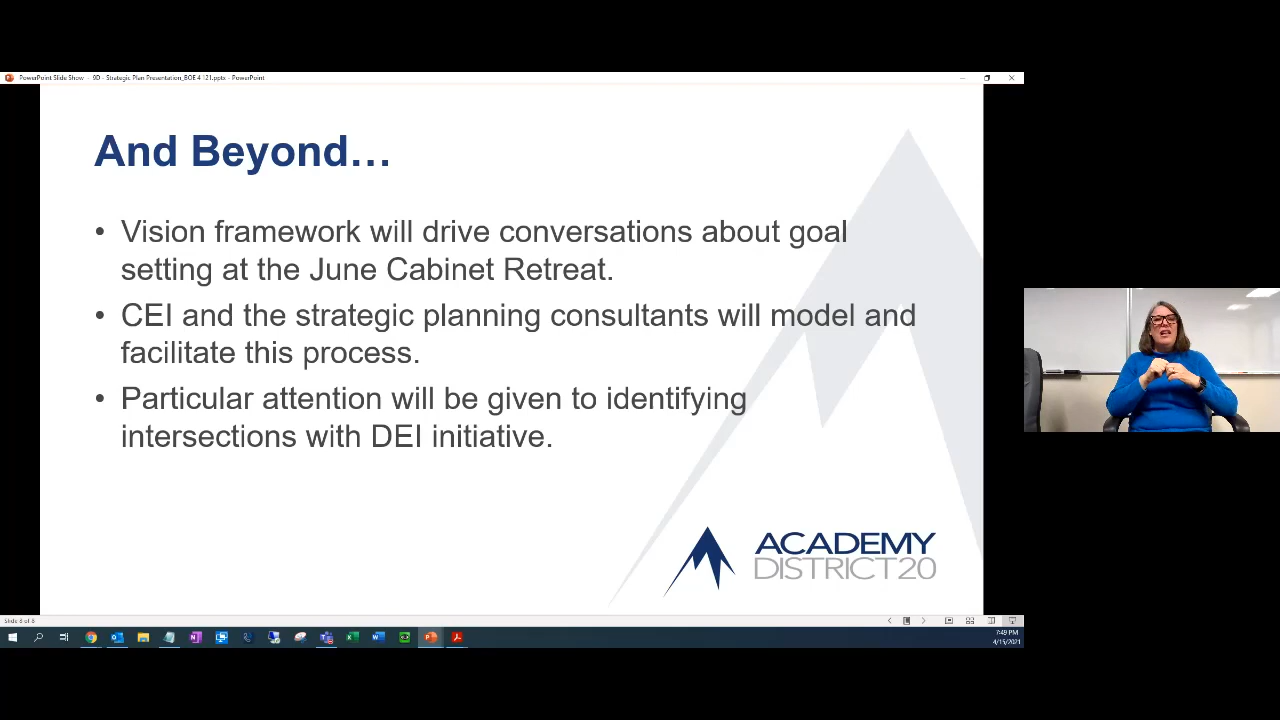 PowerPoint Slide Show - 9D - Strategic Plan Presentation_BOE 4 121.pptx - PowerPoint
And Beyond…
• Vision framework will drive conversations about goal
setting at the June Cabinet Retreat.
• CEI and the strategic planning consultants will model and
facilitate this process.
• Particular attention will be given to identifying
intersections with DEI initiative.
ACADEMY
DISTRICT 20
Slide 8 of 8
7:49 PM
4/15/2021